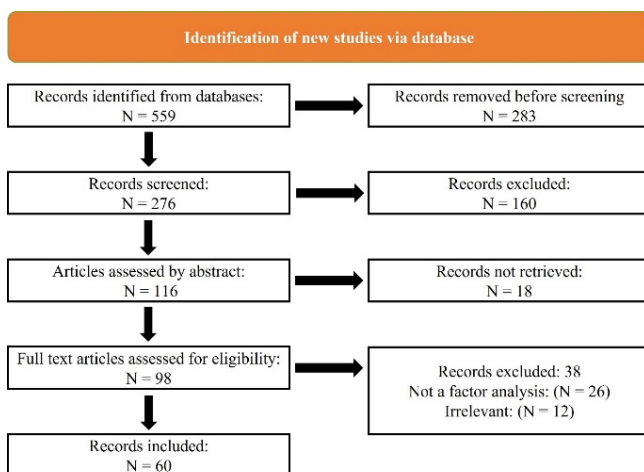 Identification of new studies via database
Records identified from databases:
N = 559
Records removed before screening
N = 283
Records screened:
N = 276
Records excluded:
N = 160
Articles assessed by abstract:
N = 116
Records not retrieved:
N = 18
Full text articles assessed for eligibility:
N = 98
Records excluded: 38
Not a factor analysis: (N = 26)
Irrelevant: (N = 12)
Records included:
N = 60